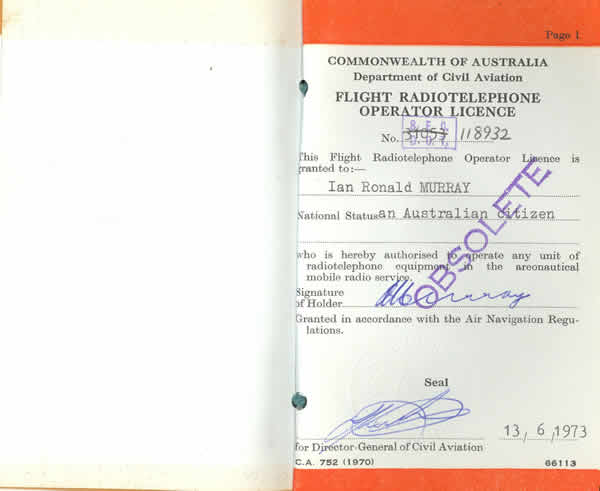 Page 1
COMMONWEALTH OF AUSTRALIA
Department of Civil Aviation
FLIGHT RADIOTELEPHONE
OPERATOR LICENCE
No. 31953 118932
This Flight Radiotelephone Operator Licence is
granted to:—
Ian Ronald MURRAY
National Status an Australian citizen
OBSOLETE
who is hereby authorised to operate any unit of
radiotelephone equipment in the areonautical
mobile radio service.
Signature
of Holder
Granted in accordance with the Air Navigation Regu-
lations.
Seal
13, 6, 1973
for Director-General of Civil Aviation
C.A. 752 (1970) 66113